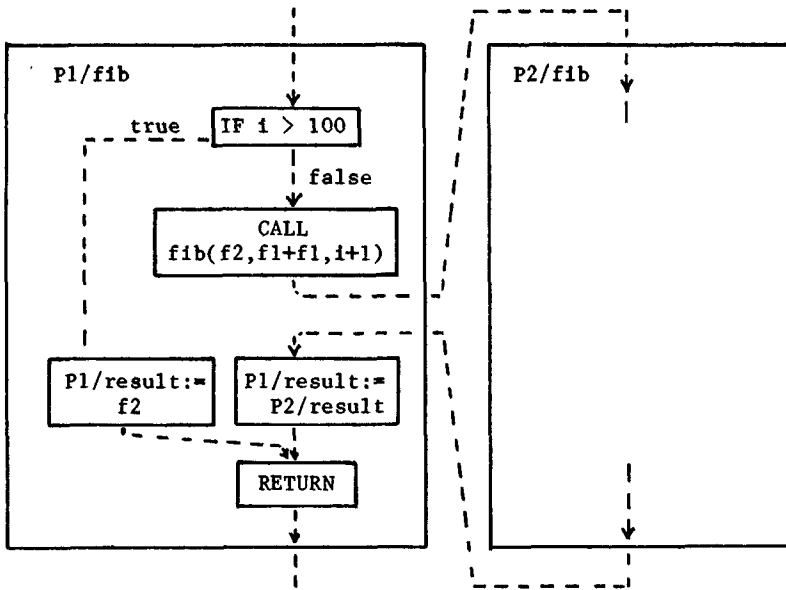 P1/fib
P2/fib
true
IF i > 100
false
CALL
fib(f2,f1+f1,i+1)
P1/result:=
f2
P1/result:=
P2/result
RETURN